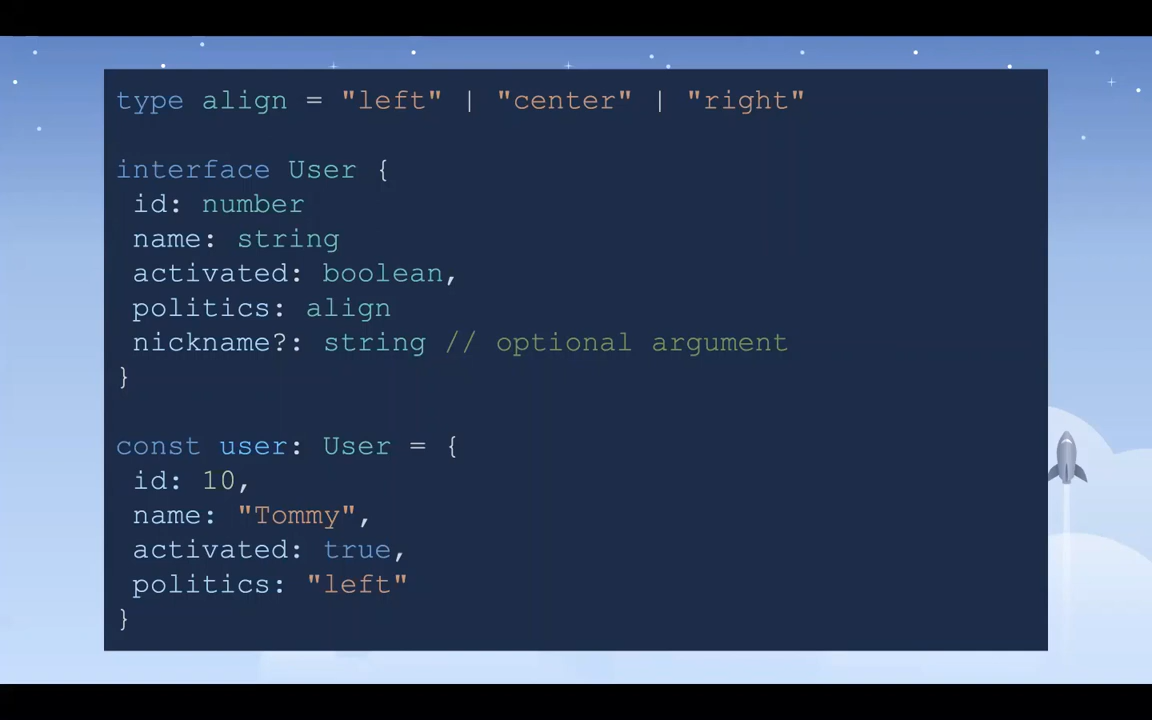 type align = "left" | "center" | "right"
interface User {
id: number
name: string
activated: boolean,
politics: align
nickname?: string // optional argument
}
const user: User = {
id: 10,
name: "Tommy",
activated: true,
politics: "left"
}